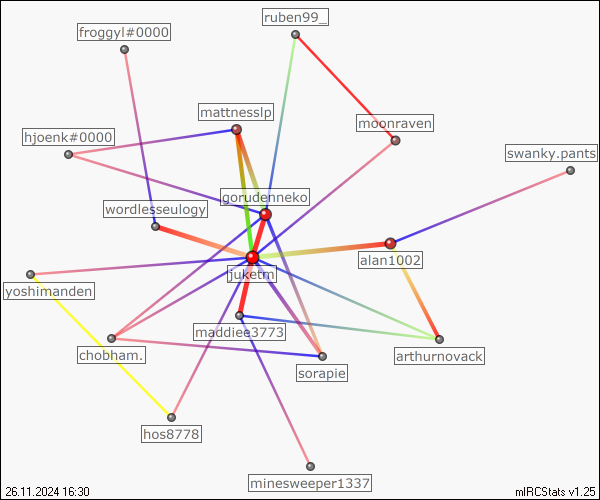 ruben99_
froggyl#0000
mattnesslp
moonraven
hjoenk#0000
swanky.pants
gorudenneko
wordlesseulogy
alan1002
juketm
yoshimanden
maddiee3773
chobham.
arthurnovack
sorapie
hos8778
minesweeper1337
26.11.2024 16:30
mIRCStats v1.25